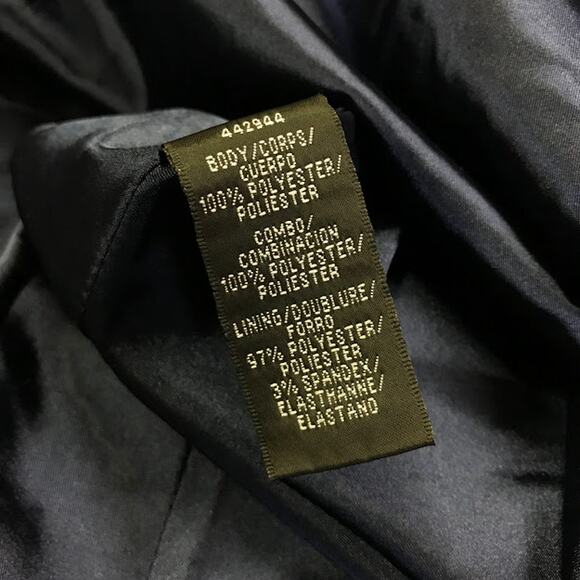 442944
BODY/CORPS/
CUERPO
100% POLYESTER/
POLIESTER
COMBO/
COMBINACION
100% POLYESTER/
POLIESTER
LINING/DOUBLURE/
FORRO
97% POLYESTER/
POLIESTER
3% SPANDEX/
ELASTHANNE/
ELASTANO